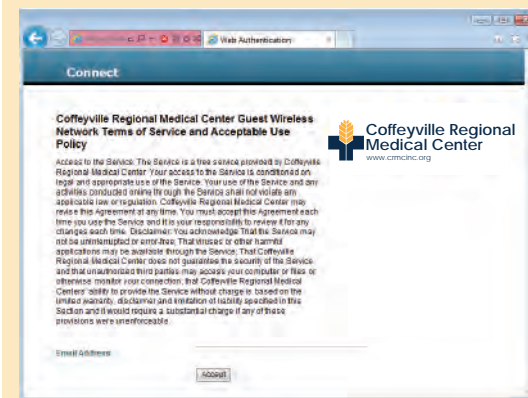 Web Authentication
Connect
Coffeyville Regional Medical Center Guest Wireless
Network Terms of Service and Acceptable Use
Policy
Coffeyville Regional
Medical Center
www.crmcinc.org
Access to the Service. The Service is a free service provided by Coffeyville
Regional Medical Center. Your access to the Service is conditioned on
legal and appropriate use of the Service. Your use of the Service and any
activities conducted online through the Service shall not violate any
applicable law or regulation. Coffeyville Regional Medical Center may
revise this Agreement at any time. You must accept this Agreement each
time you use the Service and it is your responsibility to review it for any
changes each time. Disclaimer: You acknowledge That the Service may
not be uninterrupted or error-free; That viruses or other harmful
applications may be available through the Service; That Coffeyville
Regional Medical Center does not guarantee the security of the Service
and that unauthorized third parties may access your computer or files or
otherwise monitor your connection, that Coffeyville Regional Medical
Centers' ability to provide the Service without charge is based on the
limited warranty, disclaimer and limitation of liability specified in this
Section and it would require a substantial charge if any of these
provisions were unenforceable.
Email Address
Accept